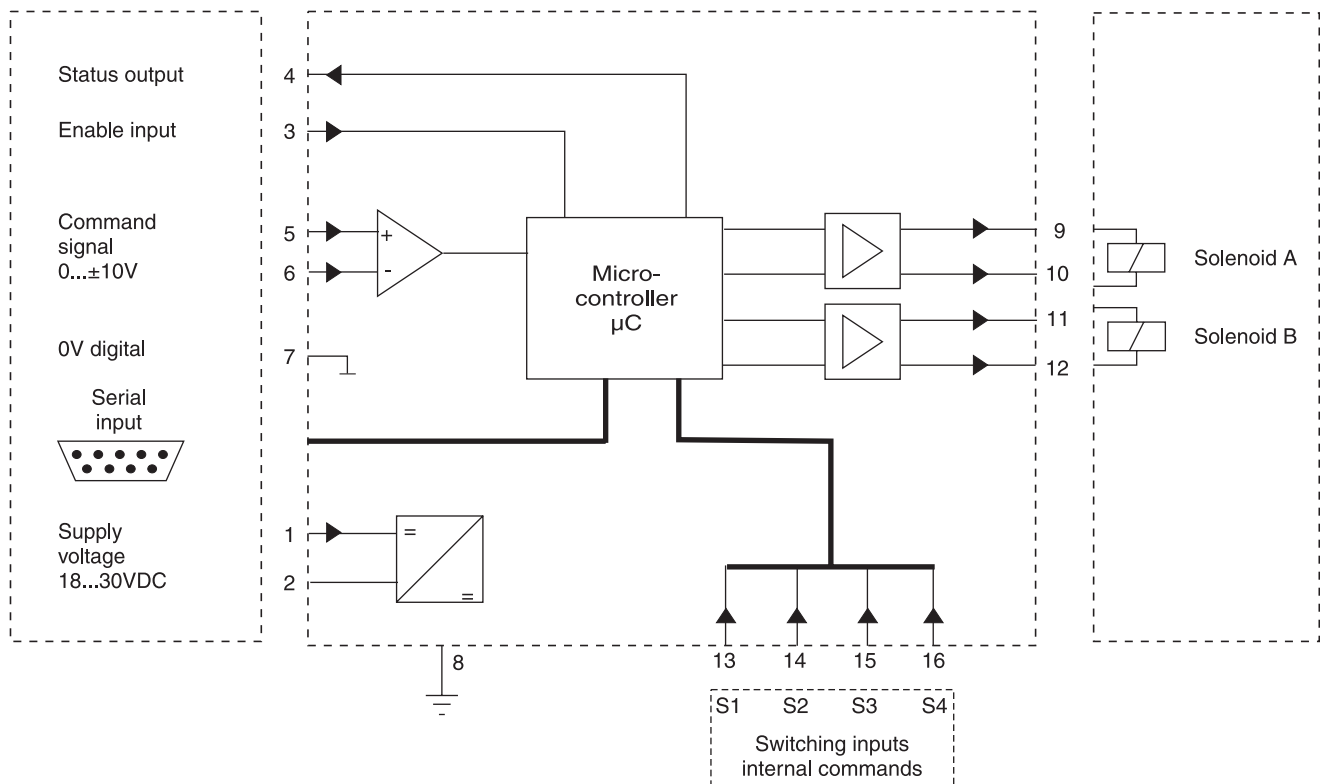 Status output 4
Enable input 3
Command
signal
0...±10V
5
6
+
-
Micro-
controller
µC
9
10
11
12
Solenoid A
Solenoid B
0V digital 7
Serial
input
Supply
voltage
18...30VDC
1
2
=
=
8
13 14 15 16
S1 S2 S3 S4
Switching inputs
internal commands